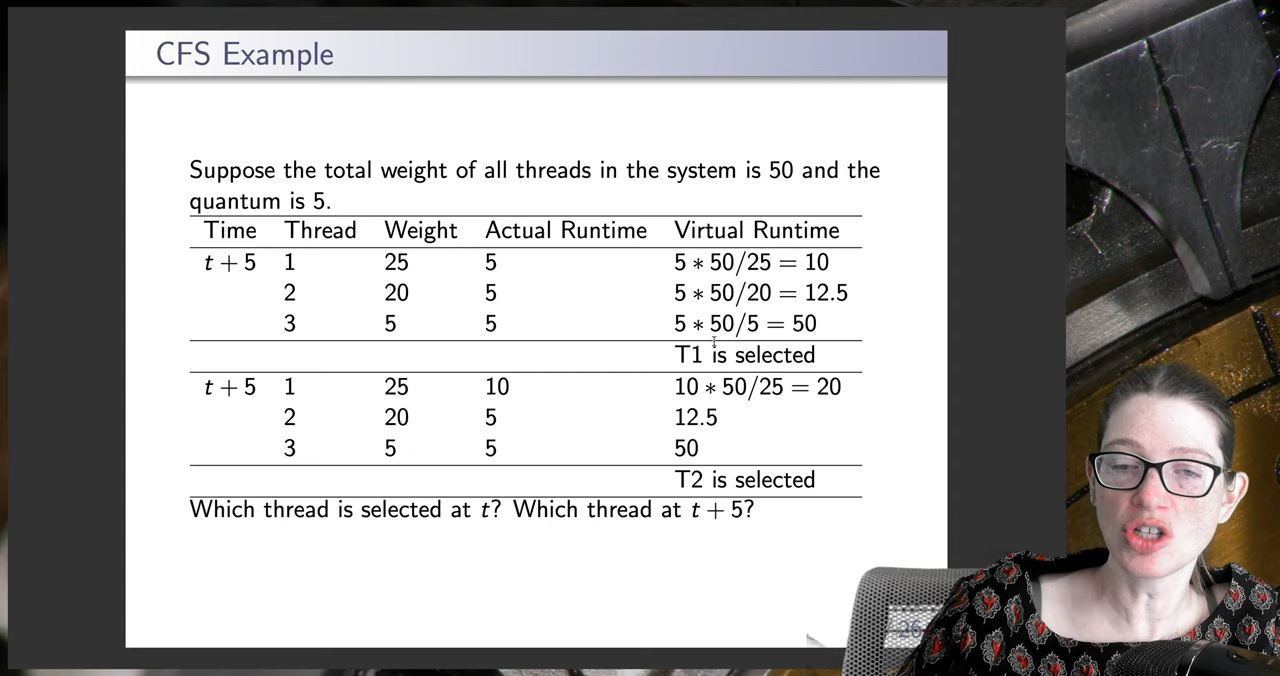 CFS Example
Suppose the total weight of all threads in the system is 50 and the
quantum is 5.
Time Thread Weight Actual Runtime Virtual Runtime
t + 5 1 25 5 5 ∗ 50/25 = 10
2 20 5 5 ∗ 50/20 = 12.5
3 5 5 5 ∗ 50/5 = 50
T1 is selected
t + 5 1 25 10 10 ∗ 50/25 = 20
2 20 5 12.5
3 5 5 50
T2 is selected
Which thread is selected at t? Which thread at t + 5?